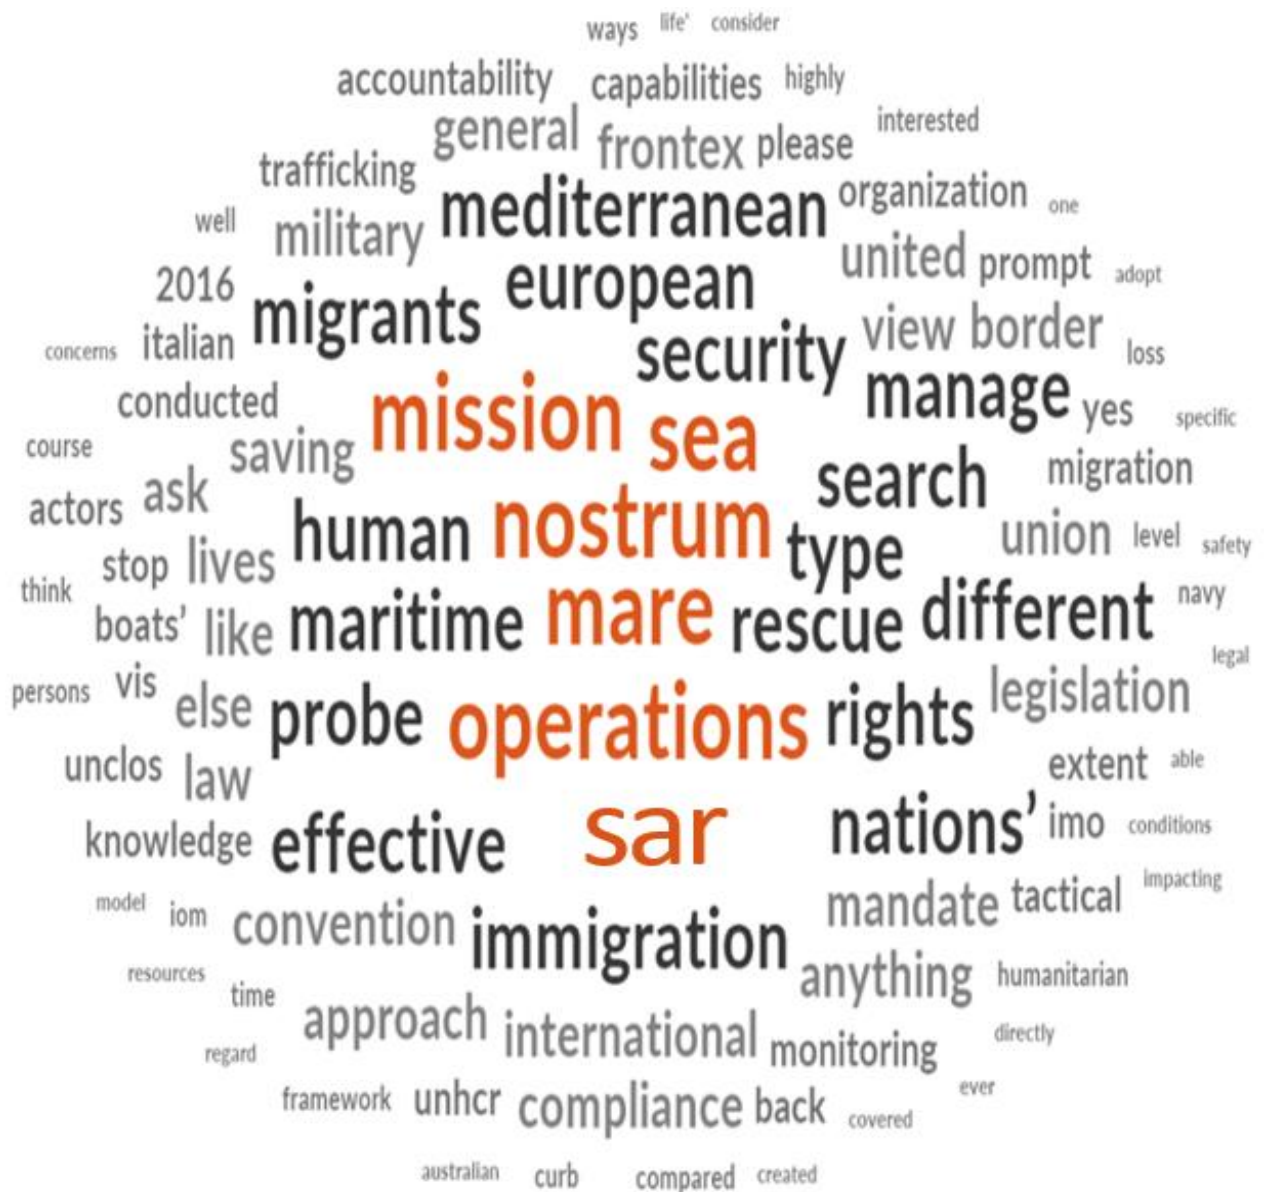 ways life' consider
accountability capabilities highly
general frontex please interested
trafficking mediterranean organization one
well military united prompt adopt
2016 migrants european view border
concerns italian security manage loss
conducted mission sea yes specific
course saving search migration
actors ask human nostrum type union level safety
think stop lives navy
boats’ like maritime mare rescue different legal
persons vis else probe operations rights legislation
unclos law extent able
knowledge effective sar nations’ imo conditions
model iom convention immigration mandate tactical impacting
resources time anything humanitarian
regard approach international monitoring directly
framework unhcr compliance back covered ever
australian curb compared created